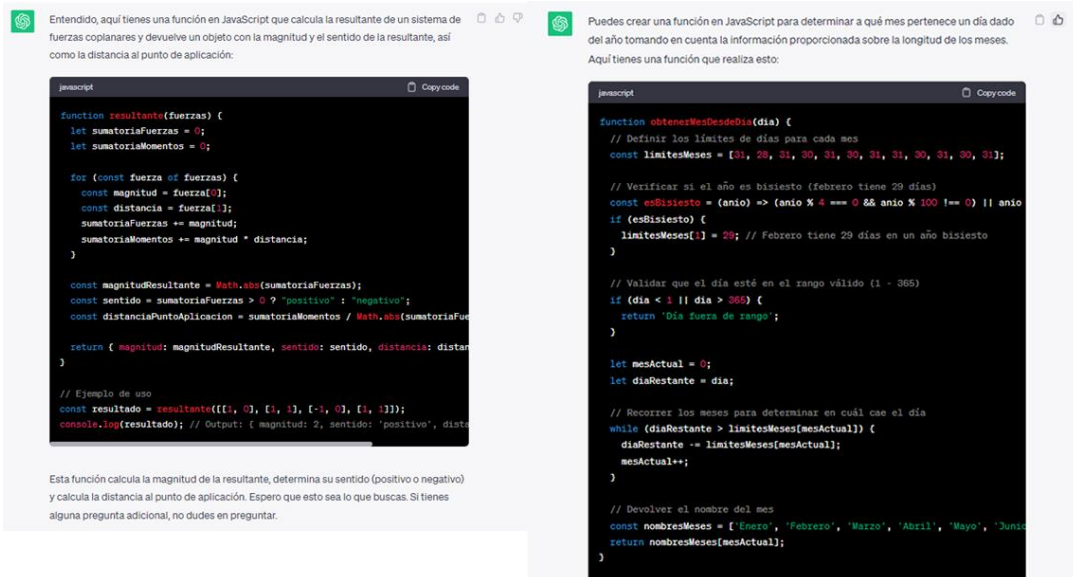 Entendido, aquí tienes una función en JavaScript que calcula la resultante de un sistema de
fuerzas coplanares y devuelve un objeto con la magnitud y el sentido de la resultante, así
como la distancia al punto de aplicación:
javascript
Copy code
function resultante(fuerzas) {
let sumatoriaFuerzas = 0;
let sumatoriaMomentos = 0;
for (const fuerza of fuerzas) {
const magnitud = fuerza[0];
const distancia = fuerza[1];
sumatoriaFuerzas += magnitud;
sumatoriaMomentos += magnitud * distancia;
}
const magnitudResultante = Math.abs(sumatoriaFuerzas);
const sentido = sumatoriaFuerzas > 0 ? "positivo" : "negativo";
const distanciaPuntoAplicacion = sumatoriaMomentos / Math.abs(sumatoriaFue
return { magnitud: magnitudResultante, sentido: sentido, distancia: distan
}
// Ejemplo de uso
const resultado = resultante([[1, 0], [1, 1], [-1, 0], [1, 1]]);
console.log(resultado); // Output: { magnitud: 2, sentido: 'positivo', dista
Esta función calcula la magnitud de la resultante, determina su sentido (positivo o negativo)
y calcula la distancia al punto de aplicación. Espero que esto sea lo que buscas. Si tienes
alguna pregunta adicional, no dudes en preguntar.
Puedes crear una función en JavaScript para determinar a qué mes pertenece un día dado
del año tomando en cuenta la información proporcionada sobre la longitud de los meses.
Aquí tienes una función que realiza esto:
javascript
Copy code
function obtenerMesDesdeDia(dia) {
// Definir los límites de días para cada mes
const limitesMeses = [31, 28, 31, 30, 31, 30, 31, 31, 30, 31, 30, 31];
// Verificar si el año es bisiesto (febrero tiene 29 días)
const esBisiesto = (anio) => (anio % 4 === 0 && anio % 100 !== 0) || anio
if (esBisiesto) {
limitesMeses[1] = 29; // Febrero tiene 29 días en un año bisiesto
}
// Validar que el día esté en el rango válido (1 - 365)
if (dia < 1 || dia > 365) {
return 'Día fuera de rango';
}
let mesActual = 0;
let diaRestante = dia;
// Recorrer los meses para determinar en cuál cae el día
while (diaRestante > limitesMeses[mesActual]) {
diaRestante -= limitesMeses[mesActual];
mesActual++;
}
// Devolver el nombre del mes
const nombresMeses = ['Enero', 'Febrero', 'Marzo', 'Abril', 'Mayo', 'Junio
return nombresMeses[mesActual];
}